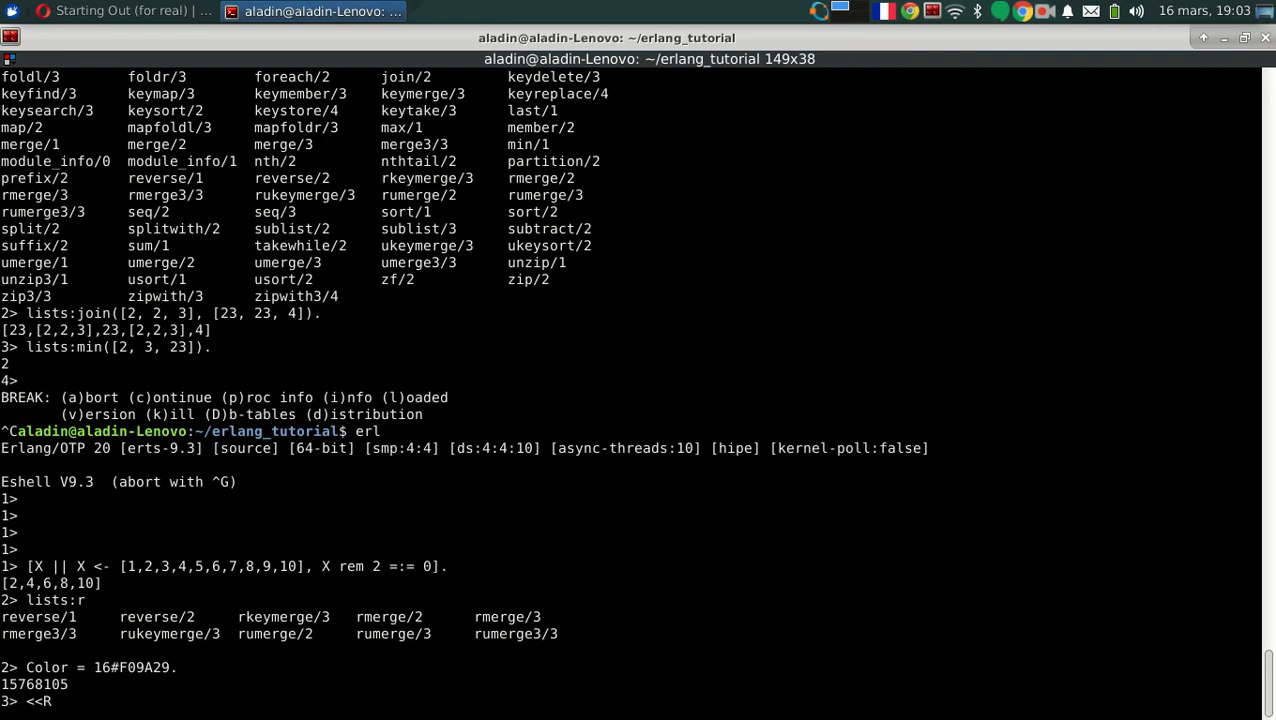 Starting Out (for real) | ...
aladin@aladin-Lenovo: ...
16 mars, 19:03
aladin@aladin-Lenovo: ~/erlang_tutorial
aladin@aladin-Lenovo: ~/erlang_tutorial 149x38
foldl/3 foldr/3 foreach/2 join/2 keydelete/3
keyfind/3 keymap/3 keymember/3 keymerge/3 keyreplace/4
keysearch/3 keysort/2 keystore/4 keytake/3 last/1
map/2 mapfoldl/3 mapfoldr/3 max/1 member/2
merge/1 merge/2 merge/3 merge3/3 min/1
module_info/0 module_info/1 nth/2 nthtail/2 partition/2
prefix/2 reverse/1 reverse/2 rkeymerge/3 rmerge/2
rmerge/3 rmerge3/3 rukeymerge/3 rumerge/2 rumerge/3
rumerge3/3 seq/2 seq/3 sort/1 sort/2
split/2 splitwith/2 sublist/2 sublist/3 subtract/2
suffix/2 sum/1 takewhile/2 ukeymerge/3 ukeysort/2
umerge/1 umerge/2 umerge/3 umerge3/3 unzip/1
unzip3/1 usort/1 usort/2 zf/2 zip/2
zip3/3 zipwith/3 zipwith3/4
2> lists:join([2, 2, 3], [23, 23, 4]).
[23,[2,2,3],23,[2,2,3],4]
3> lists:min([2, 3, 23]).
2
4>
BREAK: (a)bort (c)ontinue (p)roc info (i)nfo (l)oaded
(v)ersion (k)ill (D)b-tables (d)istribution
^Caladin@aladin-Lenovo:~/erlang_tutorial$ erl
Erlang/OTP 20 [erts-9.3] [source] [64-bit] [smp:4:4] [ds:4:4:10] [async-threads:10] [hipe] [kernel-poll:false]
Eshell V9.3  (abort with ^G)
1>
1>
1>
1>
1> [X || X <- [1,2,3,4,5,6,7,8,9,10], X rem 2 =:= 0].
[2,4,6,8,10]
2> lists:r
reverse/1 reverse/2 rkeymerge/3 rmerge/2 rmerge/3
rmerge3/3 rukeymerge/3 rumerge/2 rumerge/3 rumerge3/3
2> Color = 16#F09A29.
15768105
3> <<R